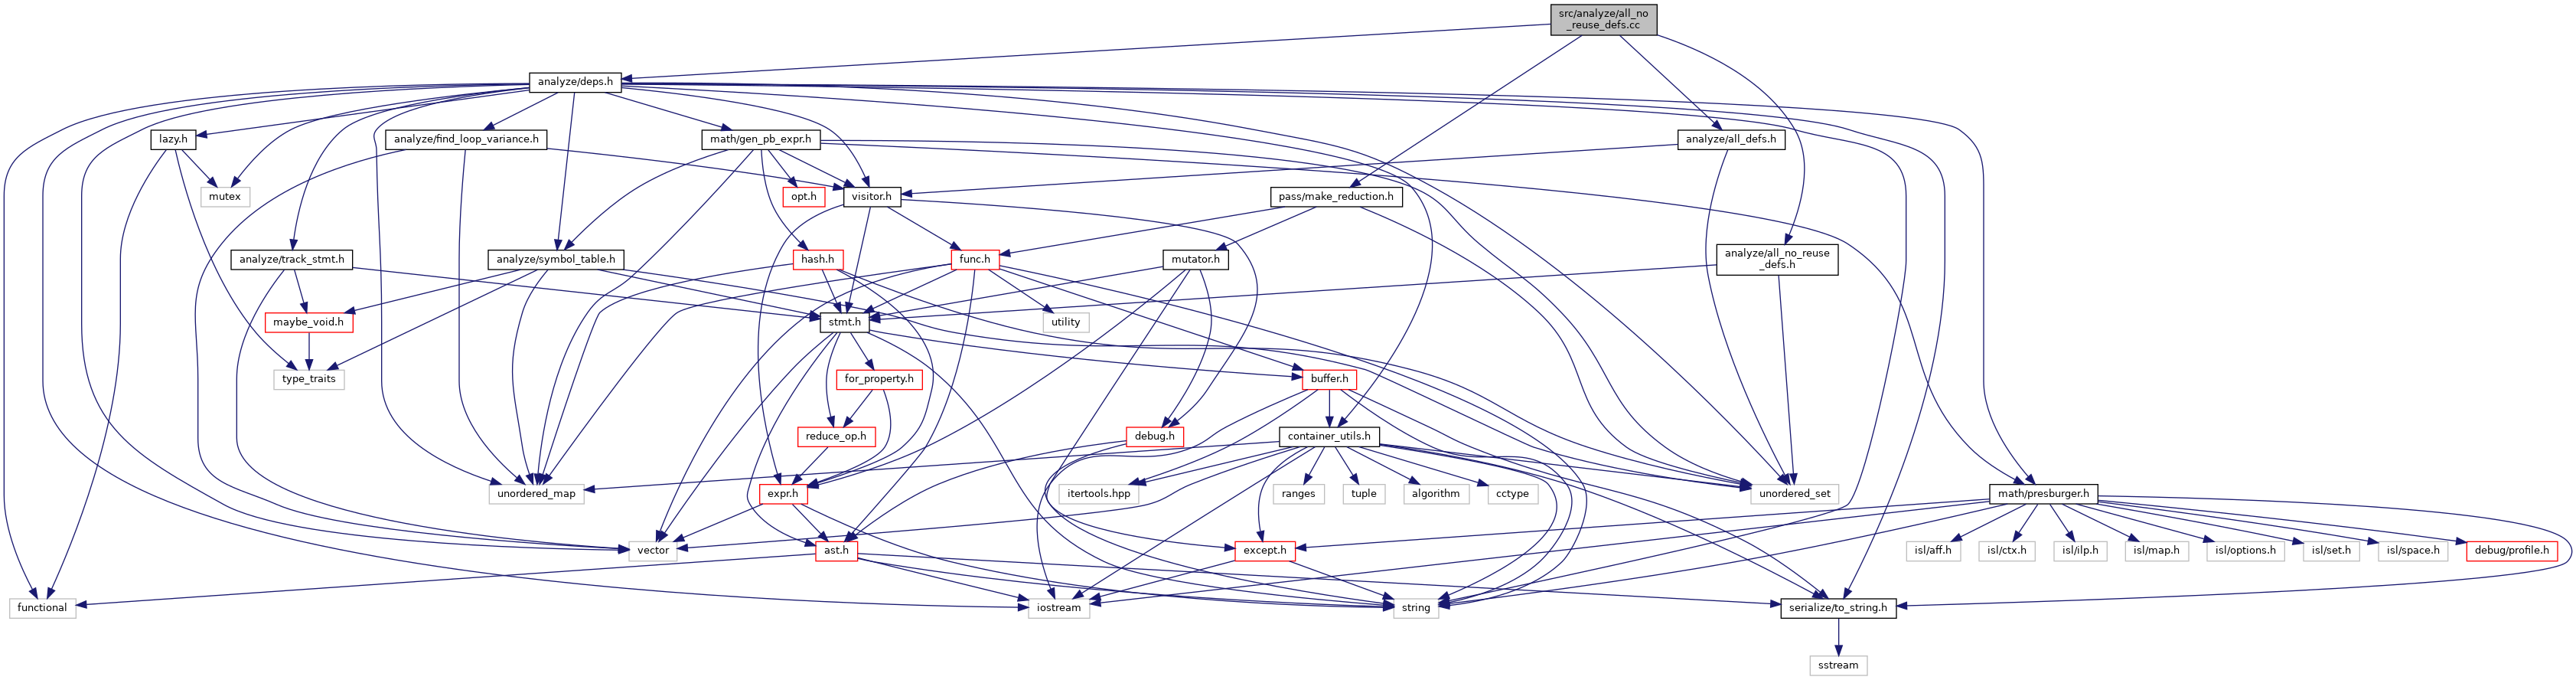 src/analyze/all_no
_reuse_defs.cc
analyze/deps.h
lazy.h
analyze/find_loop_variance.h
math/gen_pb_expr.h
analyze/all_defs.h
mutex
opt.h
visitor.h
pass/make_reduction.h
analyze/track_stmt.h
analyze/symbol_table.h
hash.h
func.h
mutator.h
analyze/all_no_reuse
_defs.h
maybe_void.h
stmt.h
utility
type_traits
for_property.h
buffer.h
reduce_op.h
debug.h
container_utils.h
unordered_map
expr.h
itertools.hpp
ranges
tuple
algorithm
cctype
unordered_set
math/presburger.h
vector
ast.h
except.h
isl/aff.h
isl/ctx.h
isl/ilp.h
isl/map.h
isl/options.h
isl/set.h
isl/space.h
debug/profile.h
functional
iostream
string
serialize/to_string.h
sstream